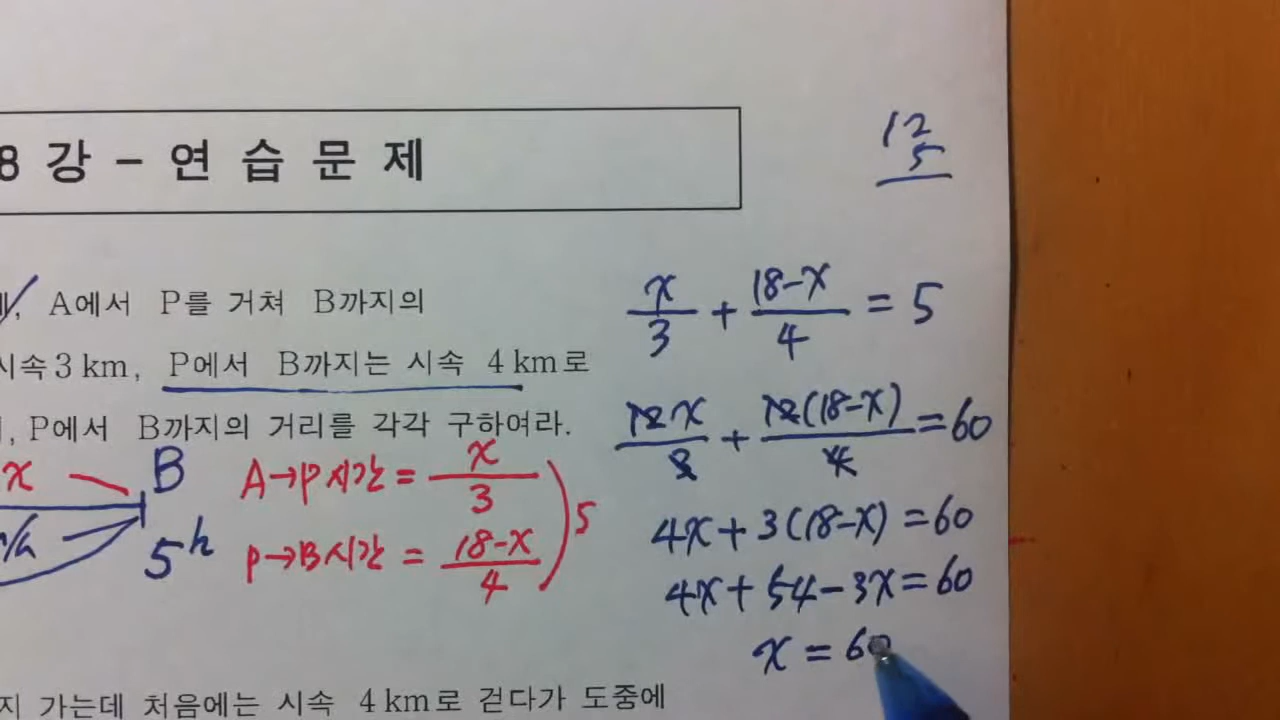 8 강 - 연 습 문 제
12
5
A에서 P를 거쳐 B까지의
시속 3 km, P에서 B까지는 시속 4 km로
, P에서 B까지의 거리를 각각 구하여라.
x
B
5h
A→P 시간 = x/3
P→B 시간 = (18-x)/4
5
x/3 + (18-x)/4 = 5
12x/3 + 12(18-x)/4 = 60
4x + 3(18-x) = 60
4x + 54 - 3x = 60
x = 60
지 가는데 처음에는 시속 4 km로 걷다가 도중에